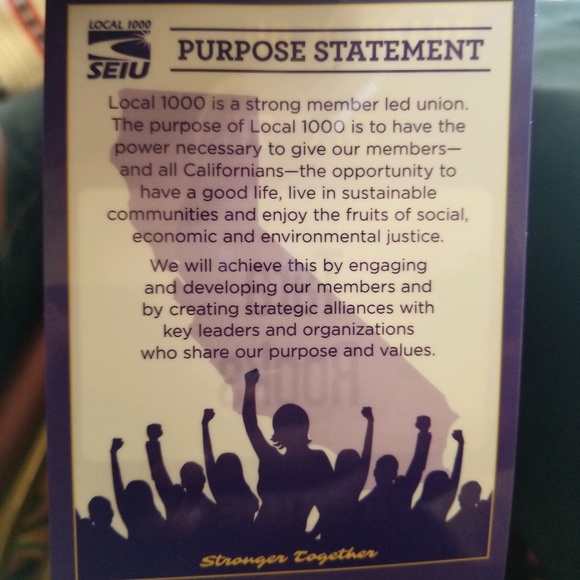 LOCAL 1000
SEIU
PURPOSE STATEMENT
Local 1000 is a strong member led union.
The purpose of Local 1000 is to have the
power necessary to give our members—
and all Californians—the opportunity to
have a good life, live in sustainable
communities and enjoy the fruits of social,
economic and environmental justice.
We will achieve this by engaging
and developing our members and
by creating strategic alliances with
key leaders and organizations
who share our purpose and values.
Stronger Together